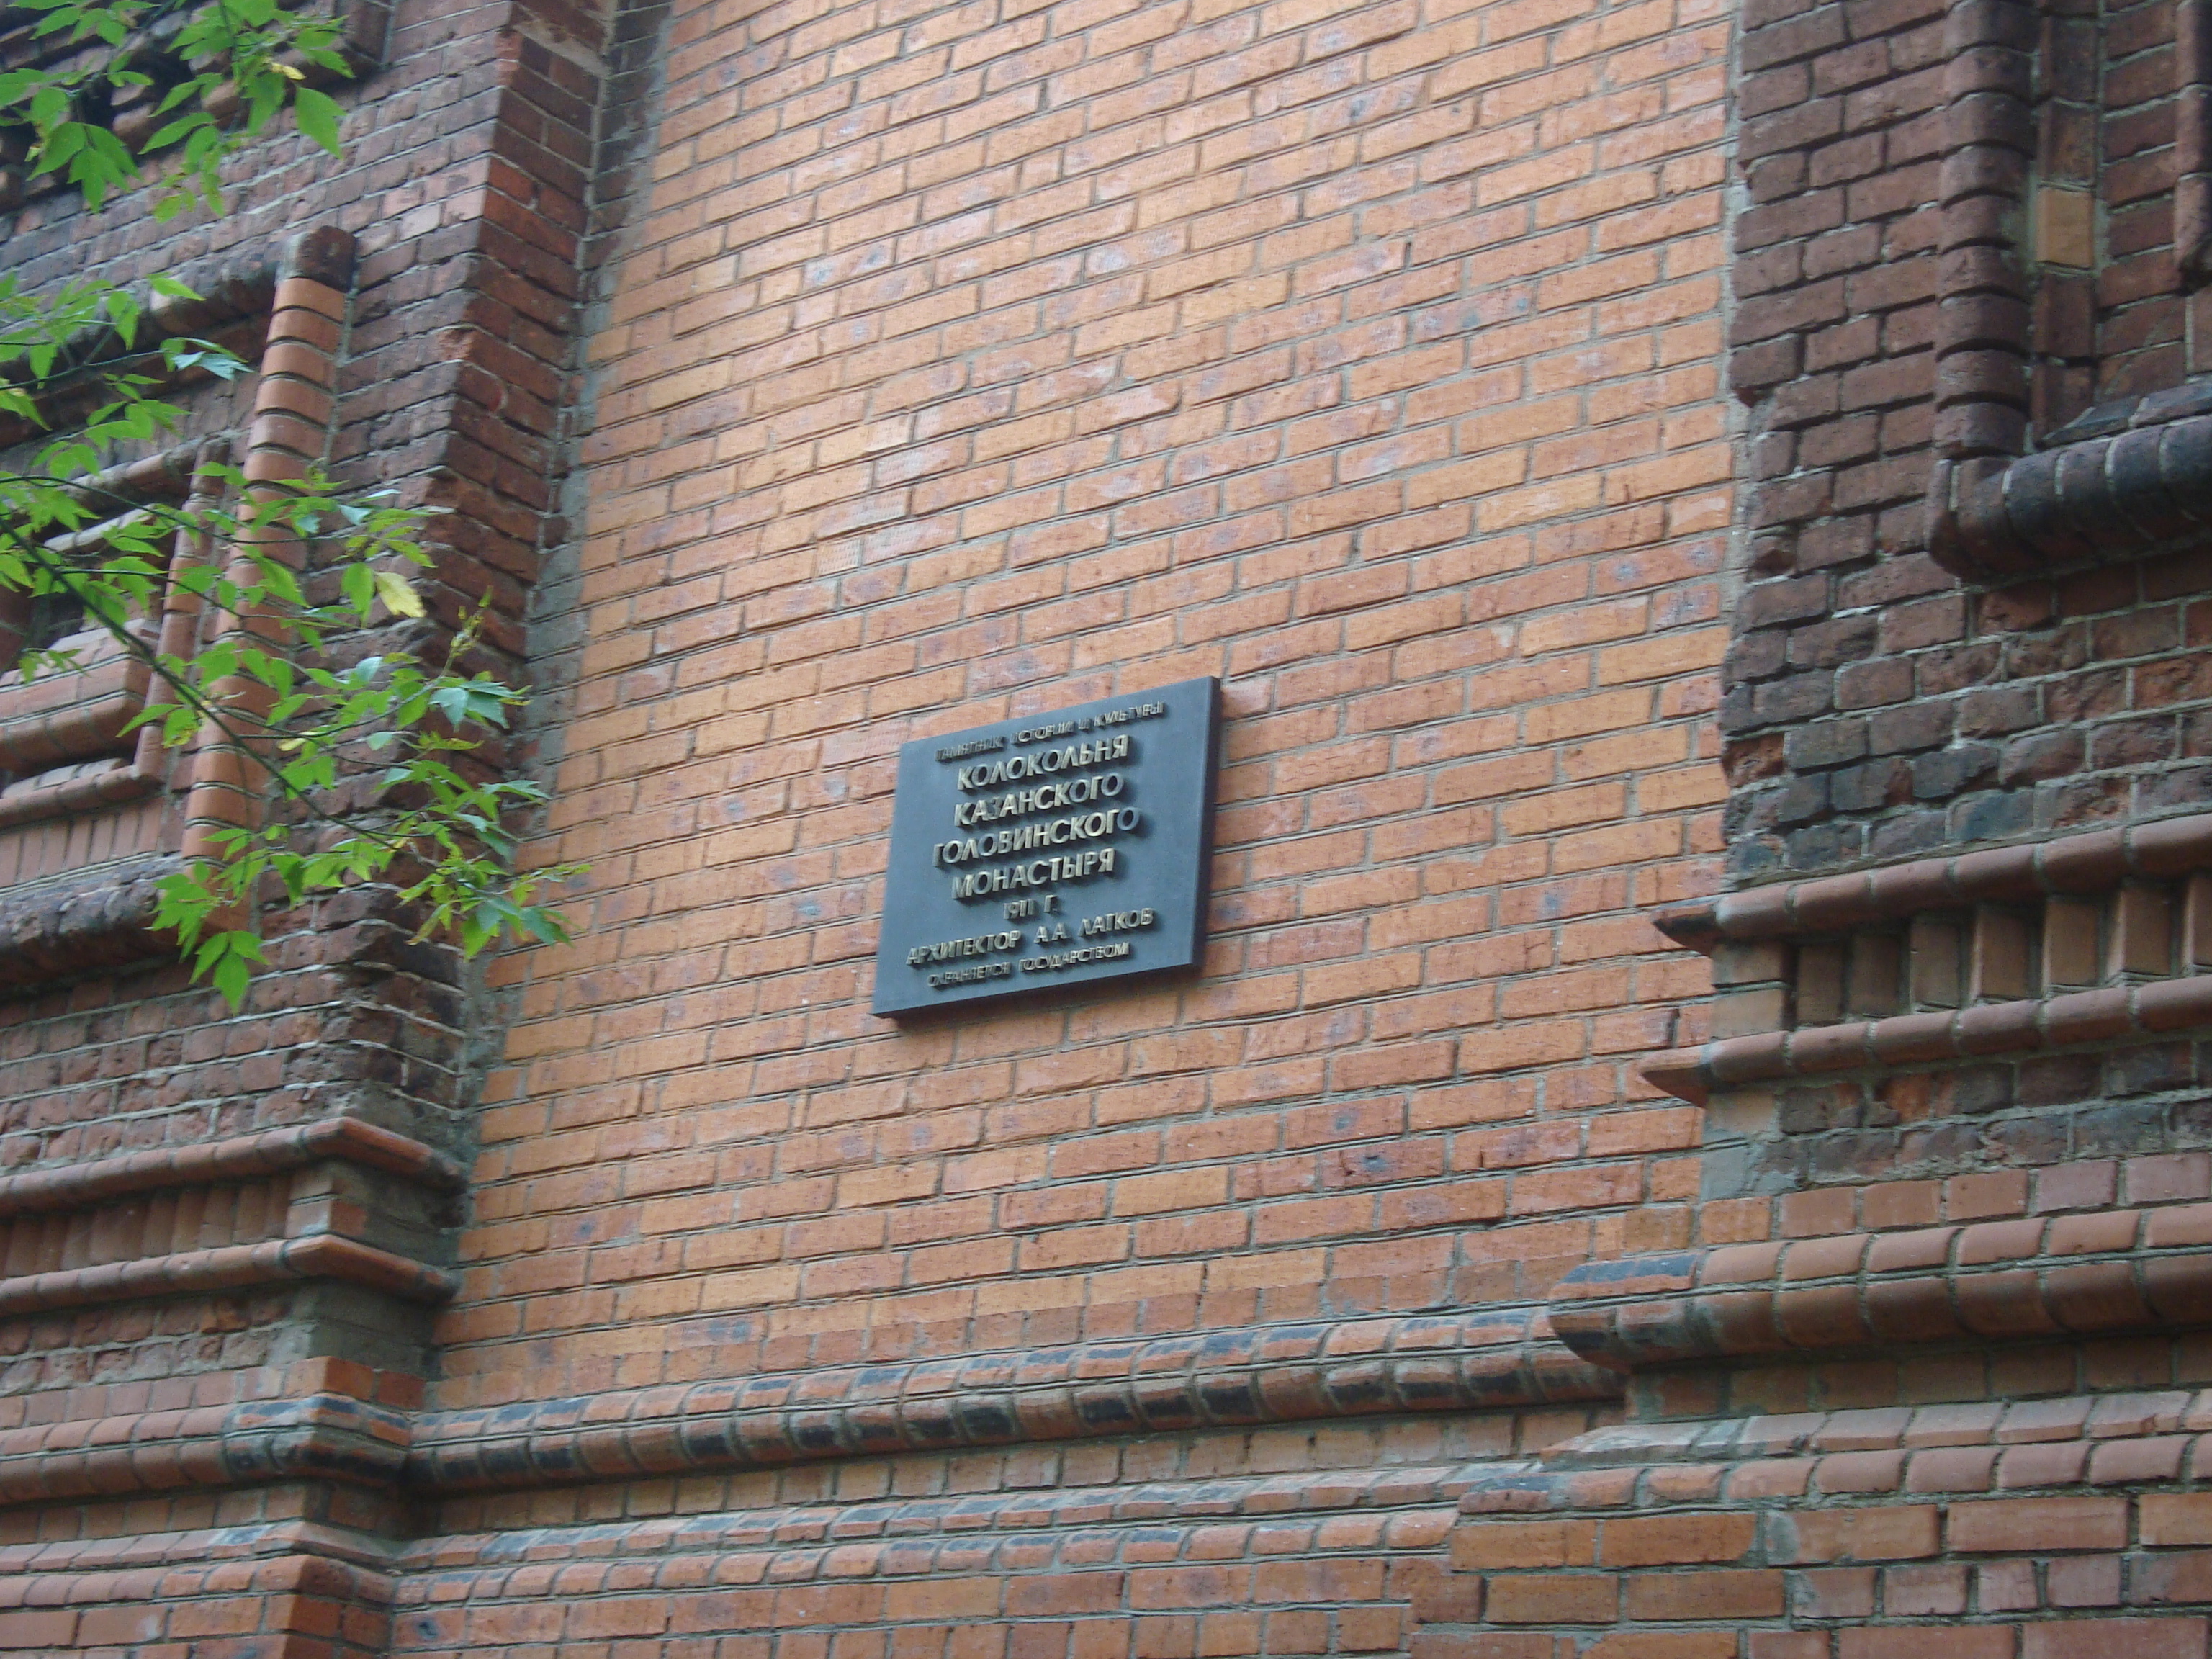 ПАМЯТНИК ИСТОРИИ И КУЛЬТУРЫ
КОЛОКОЛЬНЯ
КАЗАНСКОГО
ГОЛОВИНСКОГО
МОНАСТЫРЯ
1911 Г.
АРХИТЕКТОР А.А. ЛАТКОВ
ОХРАНЯЕТСЯ ГОСУДАРСТВОМ